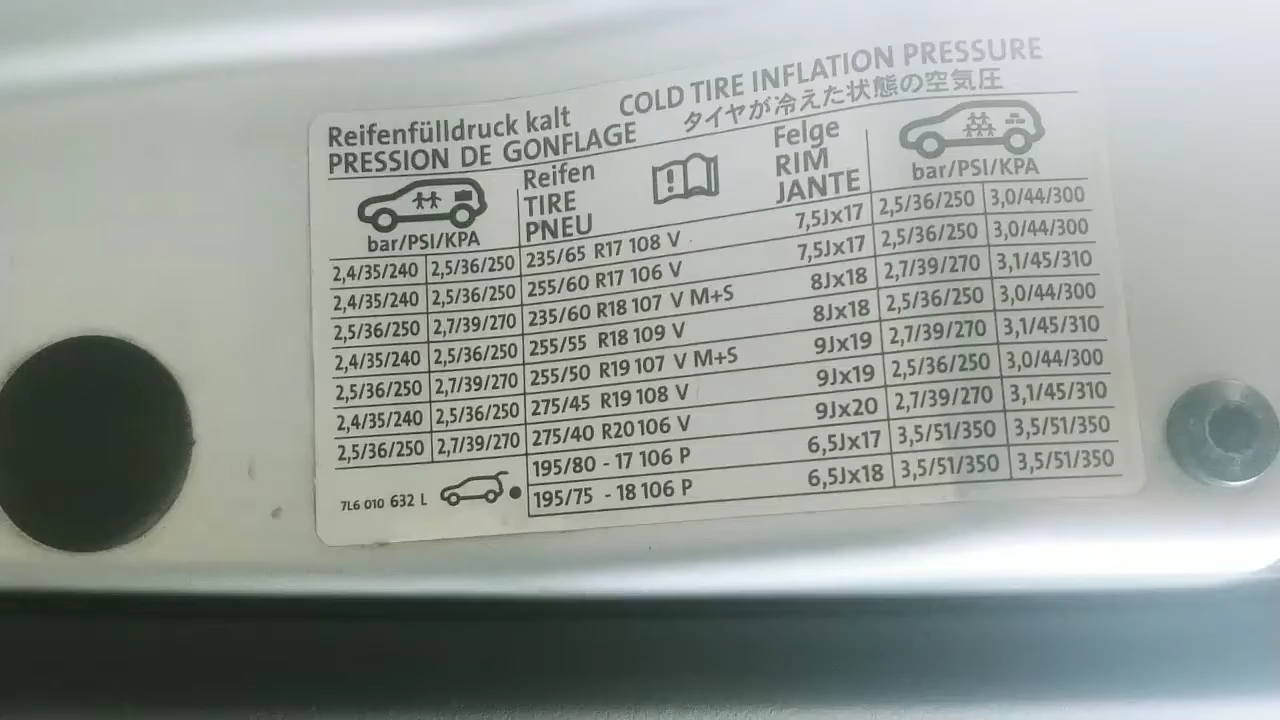 Reifenfülldruck kalt COLD TIRE INFLATION PRESSURE
PRESSION DE GONFLAGE タイヤが冷えた状態の空気圧
bar/PSI/KPA Reifen Felge bar/PSI/KPA
TIRE RIM
PNEU JANTE
2,4/35/240 2,5/36/250 235/65 R17 108 V 7,5Jx17 2,5/36/250 3,0/44/300
2,4/35/240 2,5/36/250 255/60 R17 106 V 7,5Jx17 2,5/36/250 3,0/44/300
2,5/36/250 2,7/39/270 235/60 R18 107 V M+S 8Jx18 2,7/39/270 3,1/45/310
2,4/35/240 2,5/36/250 255/55 R18 109 V 8Jx18 2,5/36/250 3,0/44/300
2,5/36/250 2,7/39/270 255/50 R19 107 V M+S 9Jx19 2,7/39/270 3,1/45/310
2,4/35/240 2,5/36/250 275/45 R19 108 V 9Jx19 2,5/36/250 3,0/44/300
2,5/36/250 2,7/39/270 275/40 R20 106 V 9Jx20 2,7/39/270 3,1/45/310
195/80 - 17 106 P 6,5Jx17 3,5/51/350 3,5/51/350
7L6 010 632 L 195/75 - 18 106 P 6,5Jx18 3,5/51/350 3,5/51/350